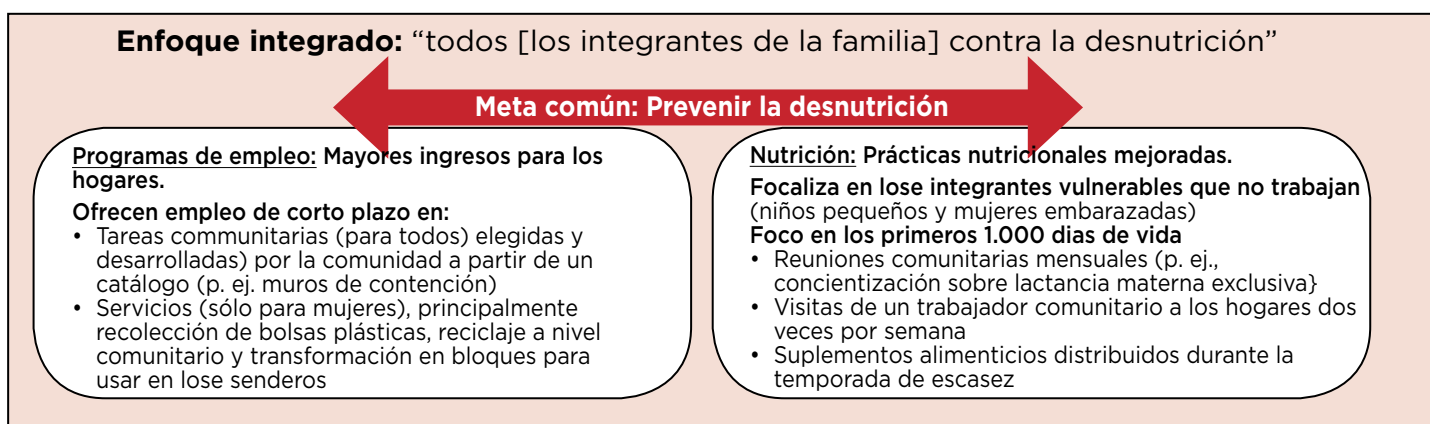 Enfoque integrado: “todos [los integrantes de la familia] contra la desnutrición”
Meta común: Prevenir la desnutrición
Programas de empleo: Mayores ingresos para los
hogares.
Ofrecen empleo de corto plazo en:
• Tareas communitarias (para todos) elegidas y
desarrolladas) por la comunidad a partir de un
catálogo (p. ej. muros de contención)
• Servicios (sólo para mujeres), principalmente
recolección de bolsas plásticas, reciclaje a nivel
comunitario y transformación en bloques para
usar en lose senderos
Nutrición: Prácticas nutricionales mejoradas.
Focaliza en lose integrantes vulnerables que no trabajan
(niños pequeños y mujeres embarazadas)
Foco en los primeros 1.000 dias de vida
• Reuniones comunitarias mensuales (p. ej.,
concientización sobre lactancia materna exclusiva}
• Visitas de un trabajador comunitario a los hogares dos
veces por semana
• Suplementos alimenticios distribuidos durante la
temporada de escasez